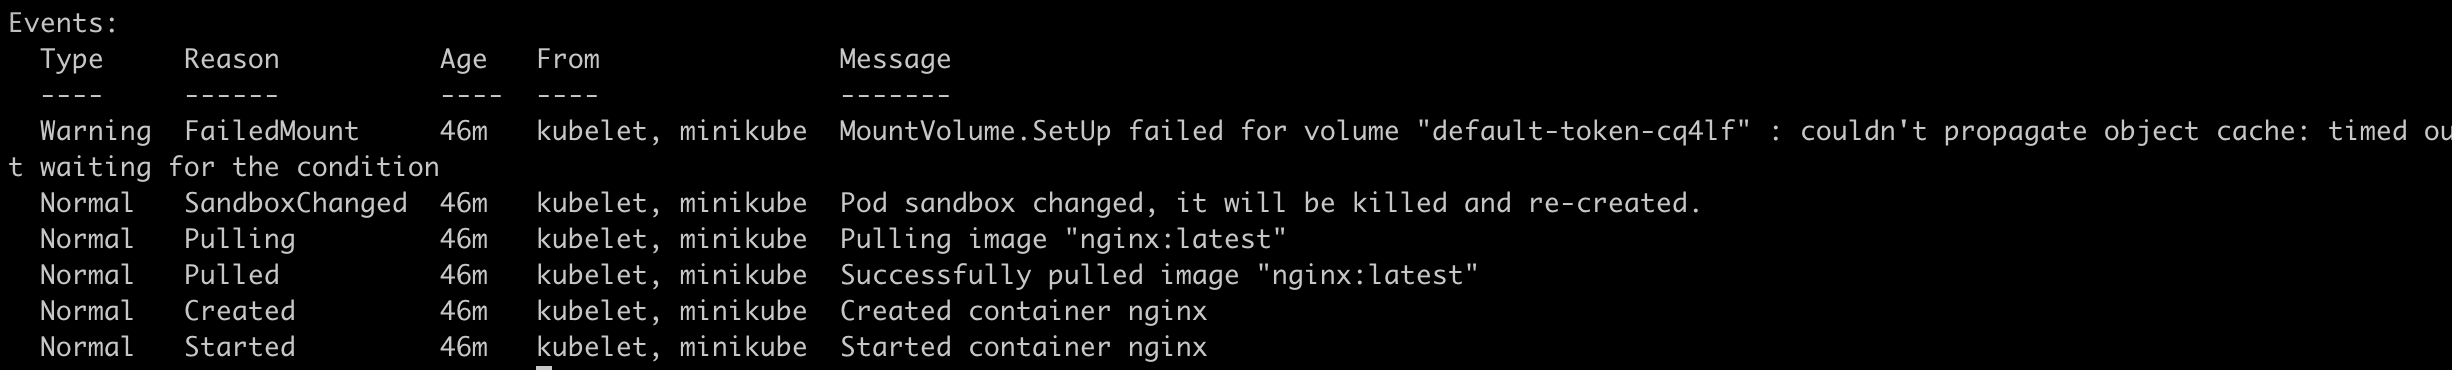 Events:
  Type     Reason          Age   From               Message
  ----     ------          ----  ----               -------
  Warning  FailedMount     46m   kubelet, minikube  MountVolume.SetUp failed for volume "default-token-cq4lf" : couldn't propagate object cache: timed ou
t waiting for the condition
  Normal   SandboxChanged  46m   kubelet, minikube  Pod sandbox changed, it will be killed and re-created.
  Normal   Pulling         46m   kubelet, minikube  Pulling image "nginx:latest"
  Normal   Pulled          46m   kubelet, minikube  Successfully pulled image "nginx:latest"
  Normal   Created         46m   kubelet, minikube  Created container nginx
  Normal   Started         46m   kubelet, minikube  Started container nginx